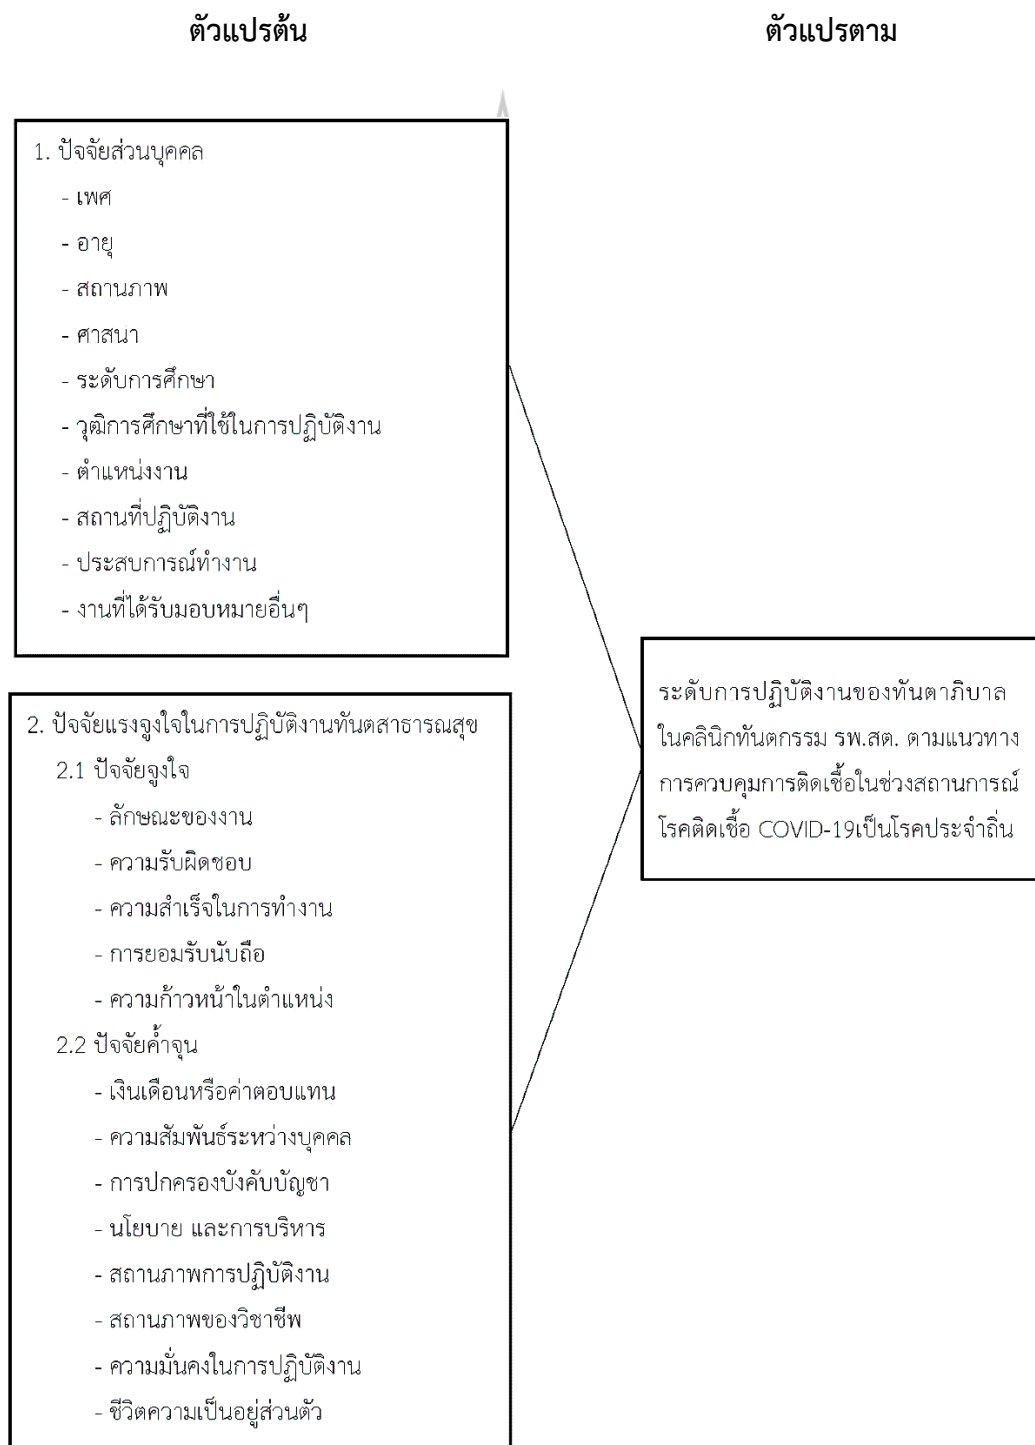 ตัวแปรต้น
ตัวแปรตาม
1. ปัจจัยส่วนบุคคล
- เพศ
- อายุ
- สถานภาพ
- ศาสนา
- ระดับการศึกษา
- วุฒิการศึกษาที่ใช้ในการปฏิบัติงาน
- ตำแหน่งงาน
- สถานที่ปฏิบัติงาน
- ประสบการณ์ทำงาน
- งานที่ได้รับมอบหมายอื่นๆ
2. ปัจจัยแรงจูงใจในการปฏิบัติงานทันตสาธารณสุข
2.1 ปัจจัยจูงใจ
- ลักษณะของงาน
- ความรับผิดชอบ
- ความสำเร็จในการทำงาน
- การยอมรับนับถือ
- ความก้าวหน้าในตำแหน่ง
2.2 ปัจจัยค้ำจุน
- เงินเดือนหรือค่าตอบแทน
- ความสัมพันธ์ระหว่างบุคคล
- การปกครองบังคับบัญชา
- นโยบาย และการบริหาร
- สถานภาพการปฏิบัติงาน
- สถานภาพของวิชาชีพ
- ความมั่นคงในการปฏิบัติงาน
- ชีวิตความเป็นอยู่ส่วนตัว
ระดับการปฏิบัติงานของทันตาภิบาล
ในคลินิกทันตกรรม รพ.สต. ตามแนวทาง
การควบคุมการติดเชื้อในช่วงสถานการณ์
โรคติดเชื้อ COVID-19เป็นโรคประจำถิ่น